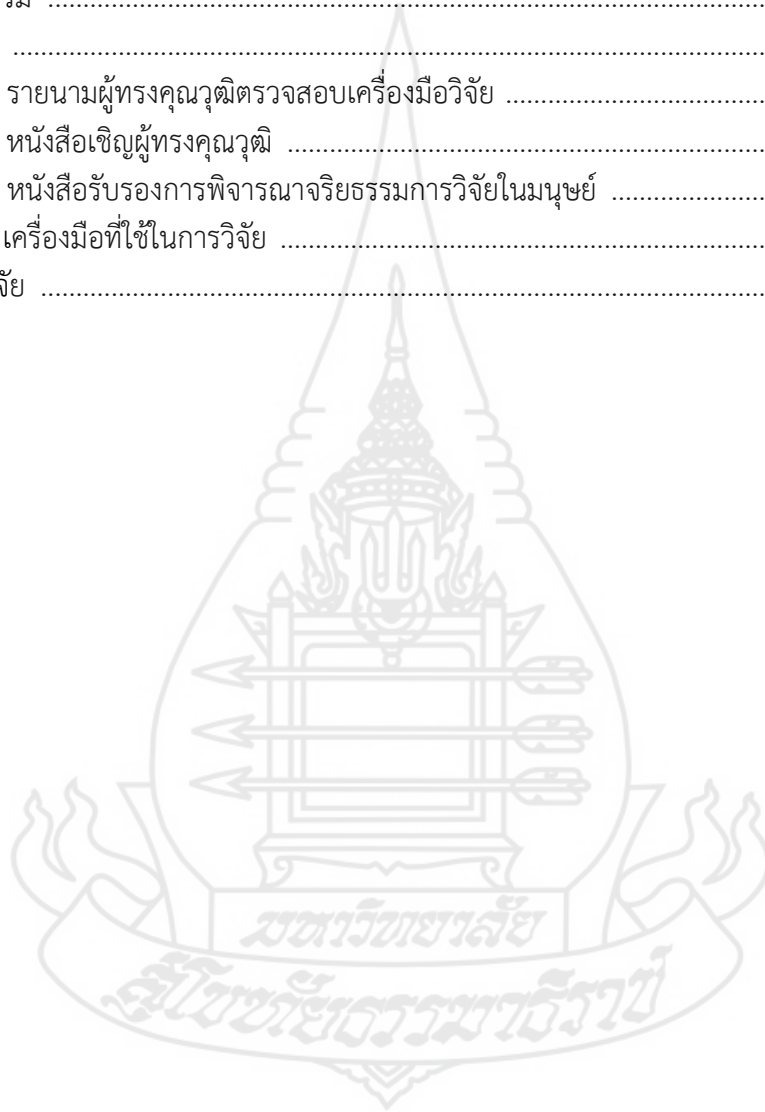 รม ........................................................................................................
........................................................................................................
รายนามผู้ทรงคุณวุฒิตรวจสอบเครื่องมือวิจัย .....................................
หนังสือเชิญผู้ทรงคุณวุฒิ ...................................................................
หนังสือรับรองการพิจารณาจริยธรรมการวิจัยในมนุษย์ ......................
เครื่องมือที่ใช้ในการวิจัย ....................................................................
จัย ........................................................................................................
มหาวิทยาลัย
สุโขทัยธรรมาธิราช